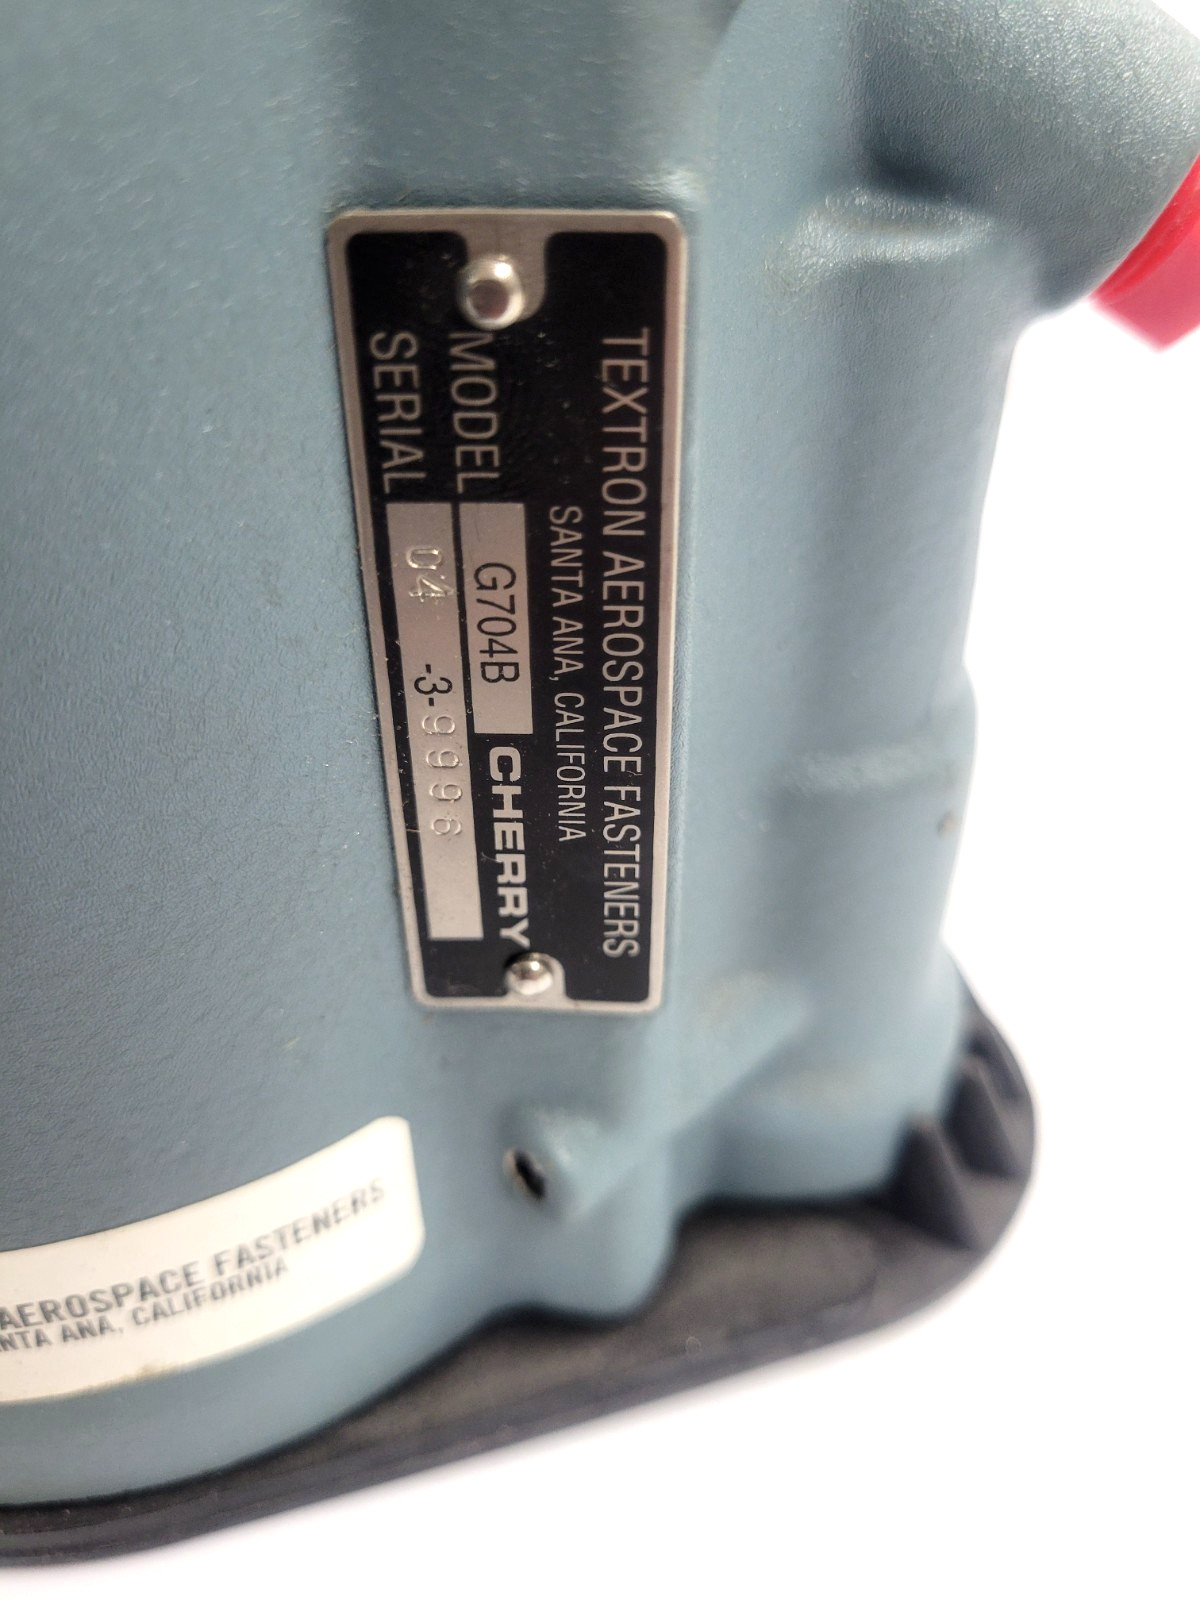 TEXTRON AEROSPACE FASTENERS
SANTA ANA, CALIFORNIA
MODEL G704B CHERRY
SERIAL 04 -3-9996
AEROSPACE FASTENERS
NTA ANA, CALIFORNIA